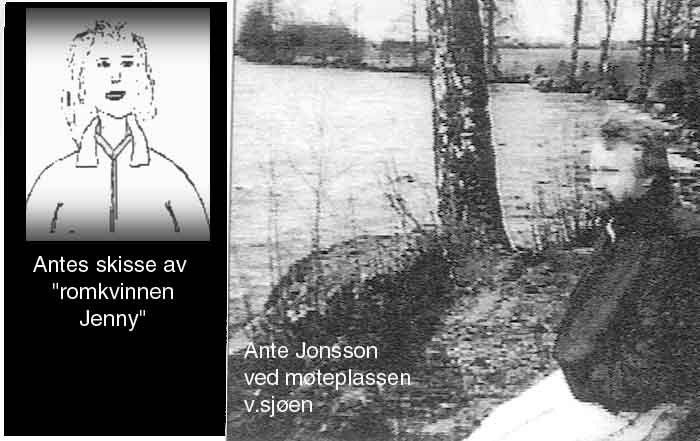 Antes skisse av
"romkvinnen
Jenny"
Ante Jonsson
ved møteplassen
v.sjøen